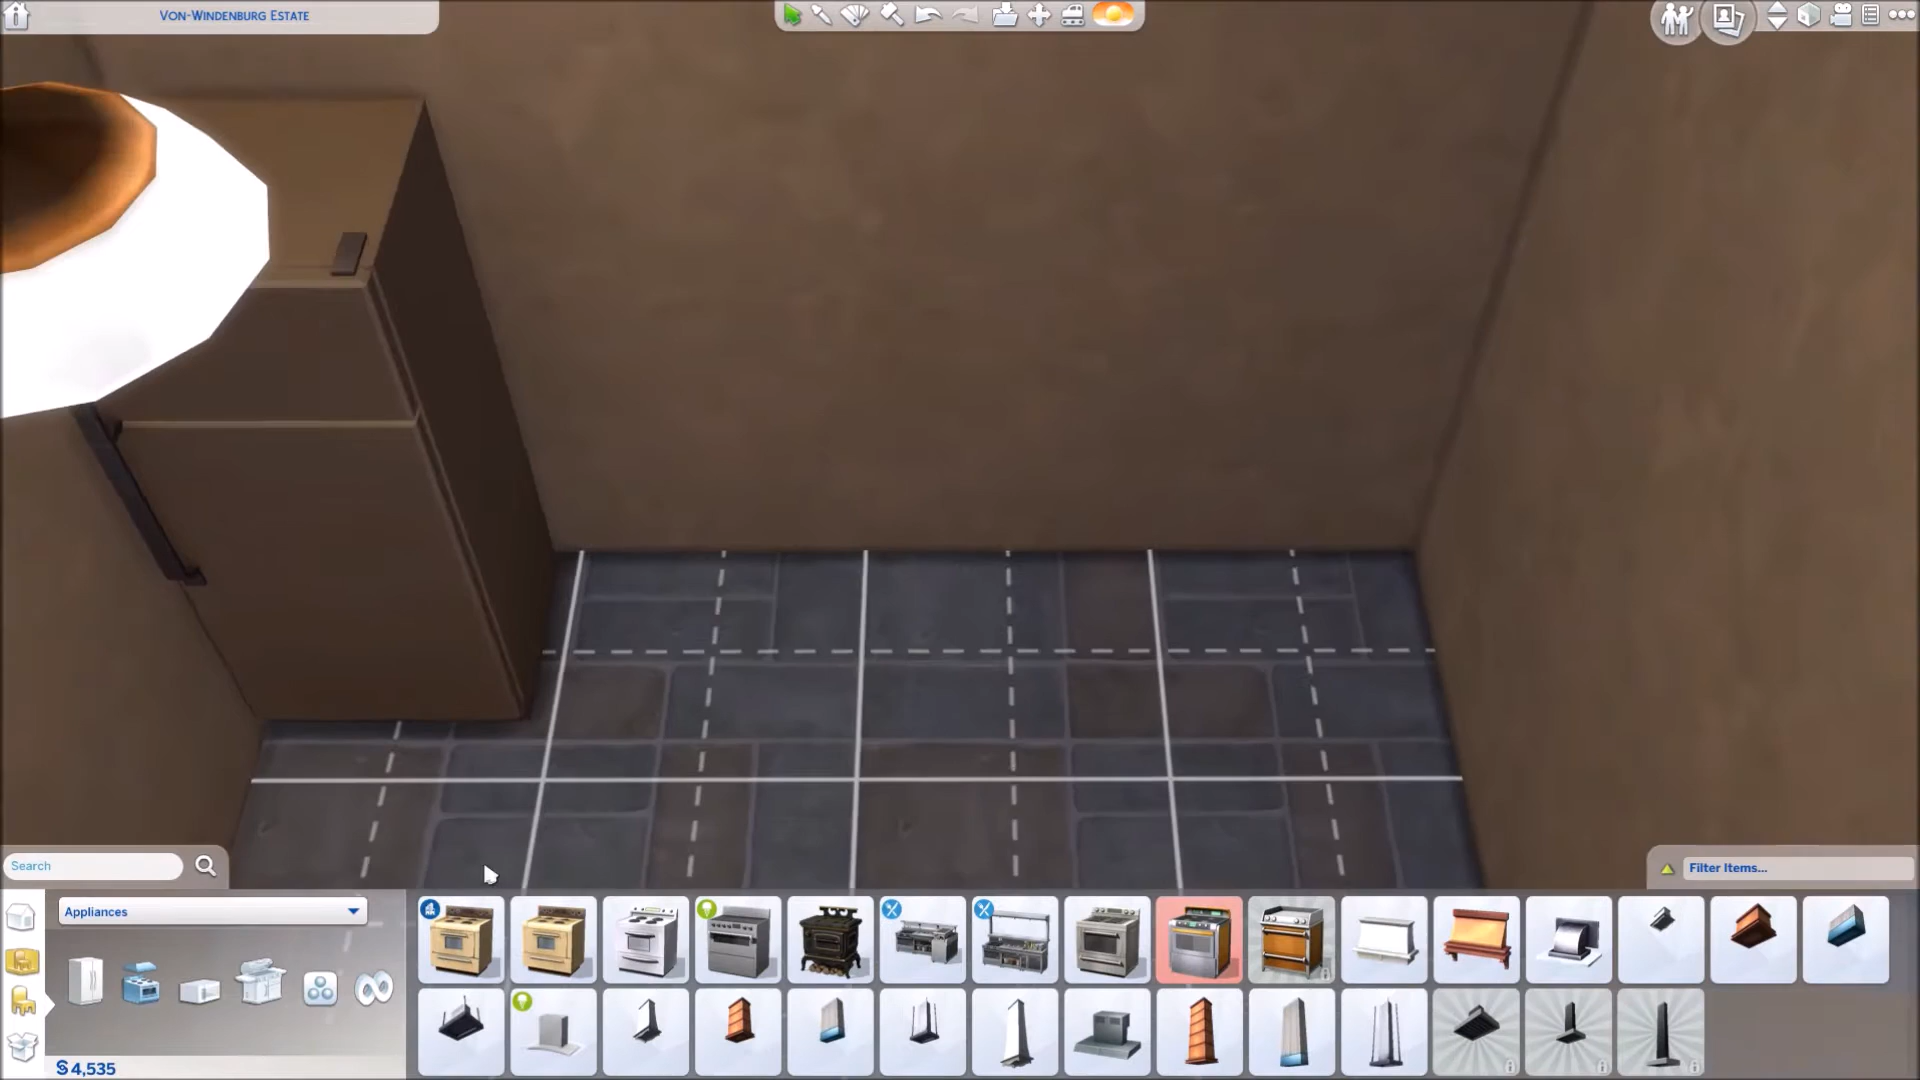 Von-Windenburg Estate
Search
Filter Items...
Appliances
§4,535